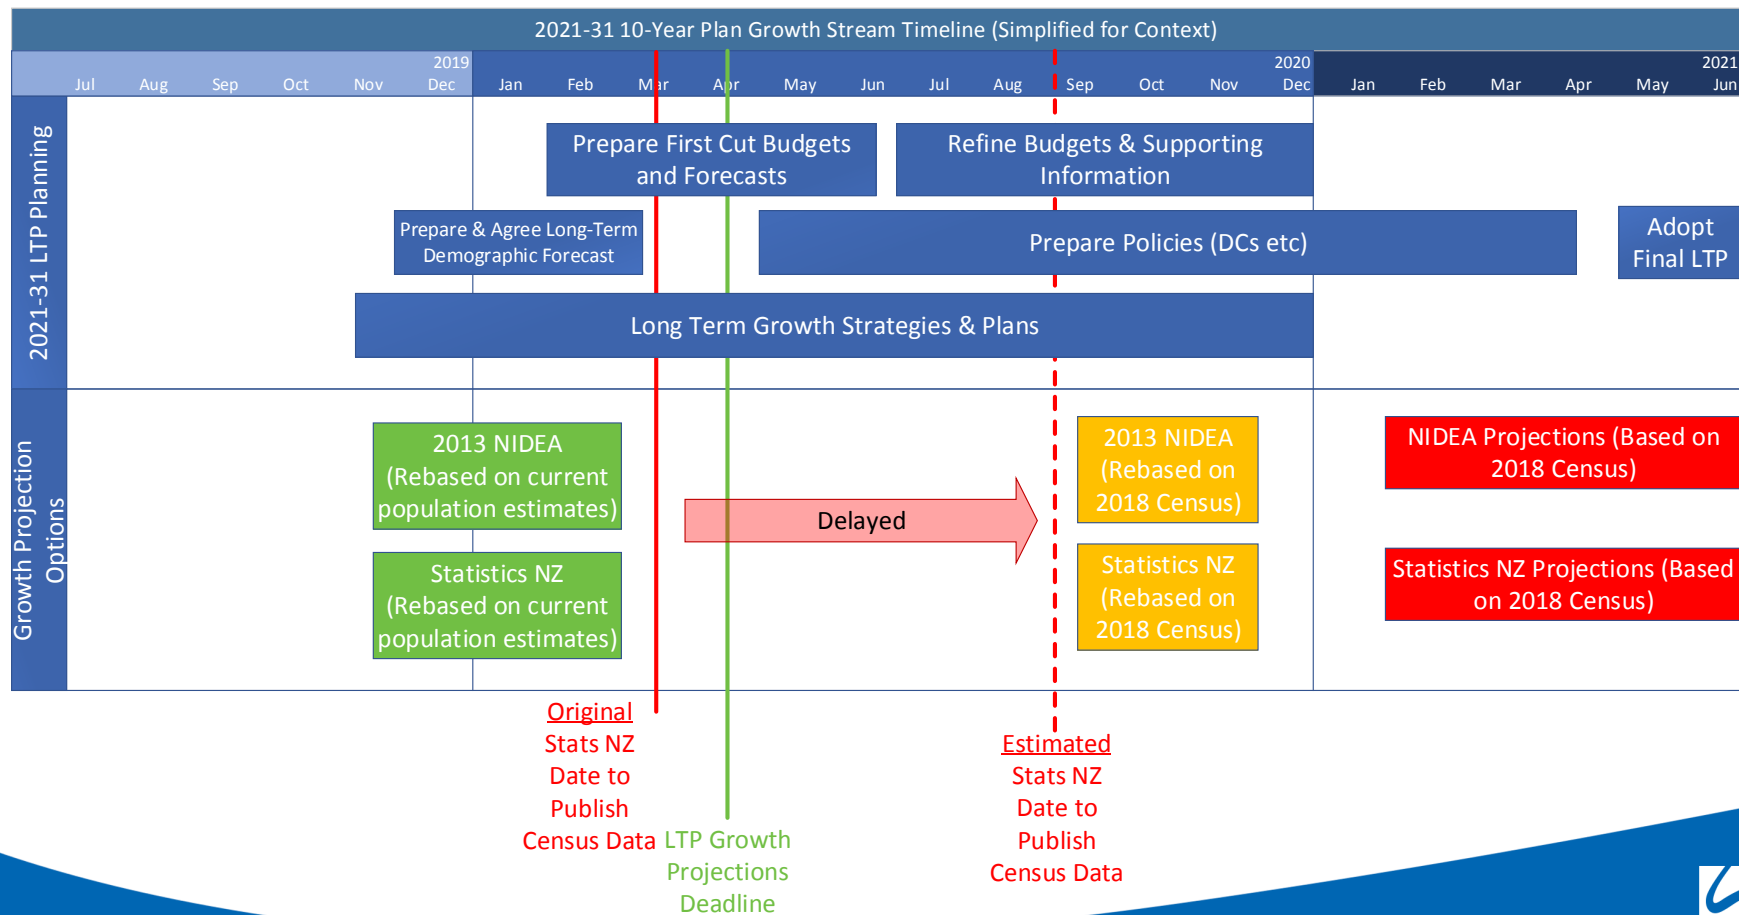 2021-31 10-Year Plan Growth Stream Timeline (Simplified for Context)
2019
2020
2021
Jul Aug Sep Oct Nov Dec Jan Feb Mar Apr May Jun Jul Aug Sep Oct Nov Dec Jan Feb Mar Apr May Jun
2021-31 LTP Planning
Prepare First Cut Budgets
and Forecasts
Refine Budgets & Supporting
Information
Prepare & Agree Long-Term
Demographic Forecast
Prepare Policies (DCs etc)
Adopt
Final LTP
Long Term Growth Strategies & Plans
Growth Projection
Options
2013 NIDEA
(Rebased on current
population estimates)
2013 NIDEA
(Rebased on
2018 Census)
NIDEA Projections (Based on
2018 Census)
Delayed
Statistics NZ
(Rebased on current
population estimates)
Statistics NZ
(Rebased on
2018 Census)
Statistics NZ Projections (Based
on 2018 Census)
Original
Stats NZ
Date to
Publish
Census Data
LTP Growth
Projections
Deadline
Estimated
Stats NZ
Date to
Publish
Census Data